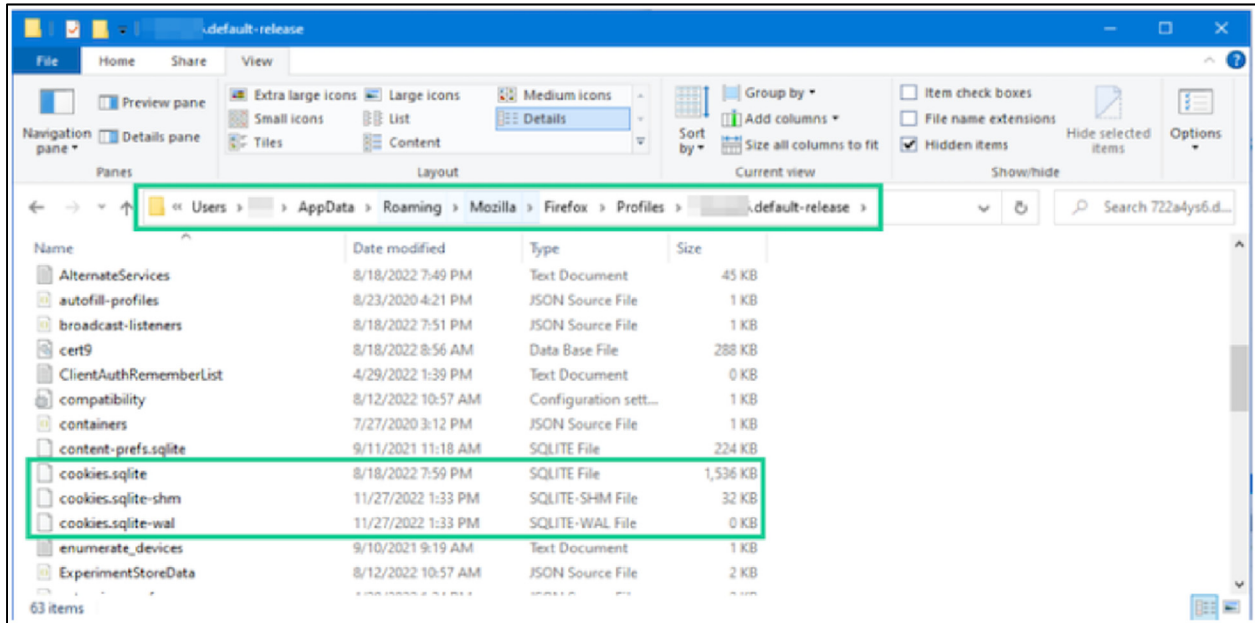 .default-release
File Home Share View
Navigation pane
Preview pane
Details pane
Panes
Extra large icons Large icons Medium icons
Small icons List Details
Tiles Content
Layout
Sort by
Group by
Add columns
Size all columns to fit
Current view
Item check boxes
File name extensions
Hidden items
Hide selected items
Show/hide
Options
« Users > > AppData > Roaming > Mozilla > Firefox > Profiles > .default-release >
Search 722a4ys6.d...
Name Date modified Type Size
AlternateServices 8/18/2022 7:49 PM Text Document 45 KB
autofill-profiles 8/23/2020 4:21 PM JSON Source File 1 KB
broadcast-listeners 8/18/2022 7:51 PM JSON Source File 1 KB
cert9 8/18/2022 8:56 AM Data Base File 288 KB
ClientAuthRememberList 4/29/2022 1:39 PM Text Document 0 KB
compatibility 8/12/2022 10:57 AM Configuration sett... 1 KB
containers 7/27/2020 3:12 PM JSON Source File 1 KB
content-prefs.sqlite 9/11/2021 11:18 AM SQLITE File 224 KB
cookies.sqlite 8/18/2022 7:59 PM SQLITE File 1,536 KB
cookies.sqlite-shm 11/27/2022 1:33 PM SQLITE-SHM File 32 KB
cookies.sqlite-wal 11/27/2022 1:33 PM SQLITE-WAL File 0 KB
enumerate_devices 9/10/2021 9:19 AM Text Document 1 KB
ExperimentStoreData 8/12/2022 10:57 AM JSON Source File 2 KB
63 items